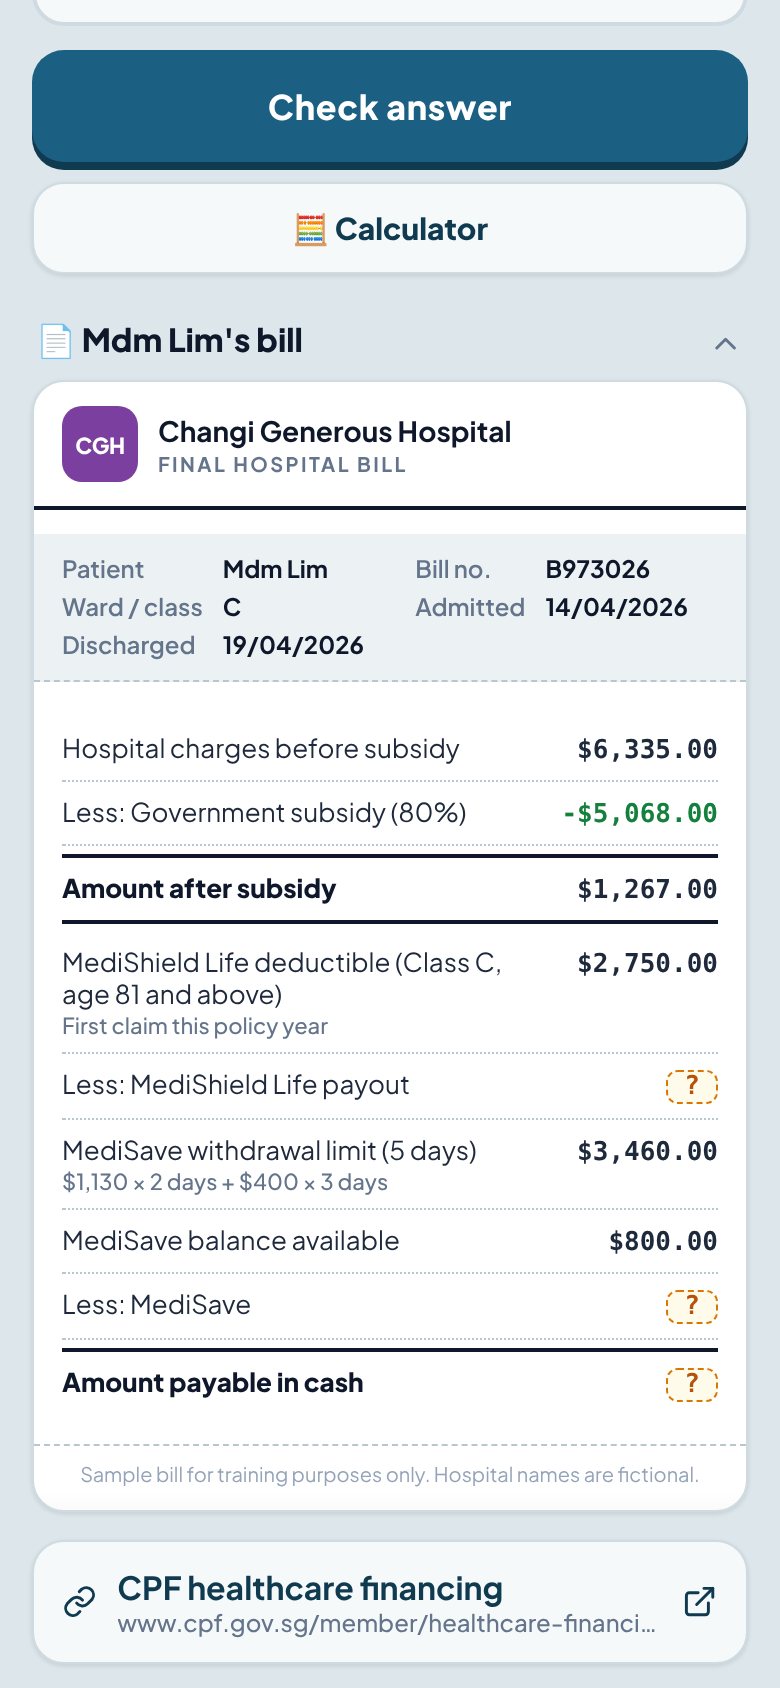 Check answer
Calculator
Mdm Lim's bill
CGH
Changi Generous Hospital
FINAL HOSPITAL BILL
Patient Mdm Lim Bill no. B973026
Ward / class C Admitted 14/04/2026
Discharged 19/04/2026
Hospital charges before subsidy $6,335.00
Less: Government subsidy (80%) -$5,068.00
Amount after subsidy $1,267.00
MediShield Life deductible (Class C, $2,750.00
age 81 and above)
First claim this policy year
Less: MediShield Life payout ?
MediSave withdrawal limit (5 days) $3,460.00
$1,130 × 2 days + $400 × 3 days
MediSave balance available $800.00
Less: MediSave ?
Amount payable in cash ?
Sample bill for training purposes only. Hospital names are fictional.
CPF healthcare financing
www.cpf.gov.sg/member/healthcare-financi...